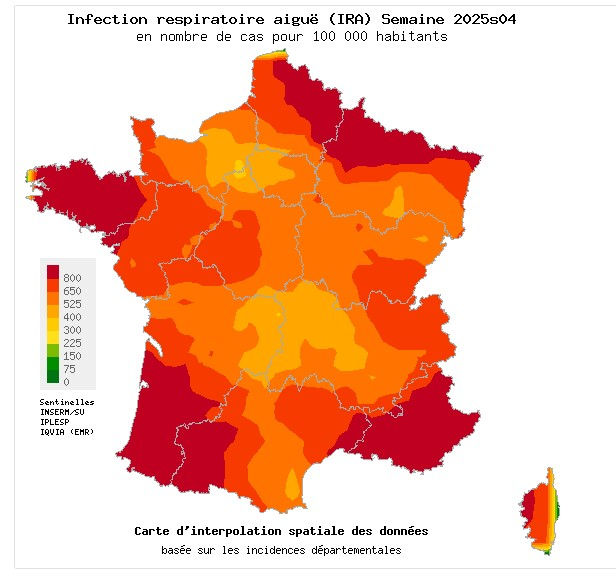 Infection respiratoire aiguë (IRA) Semaine 2025s04
en nombre de cas pour 100 000 habitants
800
650
525
400
300
225
150
75
0
Sentinelles
INSERM/SU
IPLESP
IQVIA (EMR)
Carte d'interpolation spatiale des données
basée sur les incidences départementales